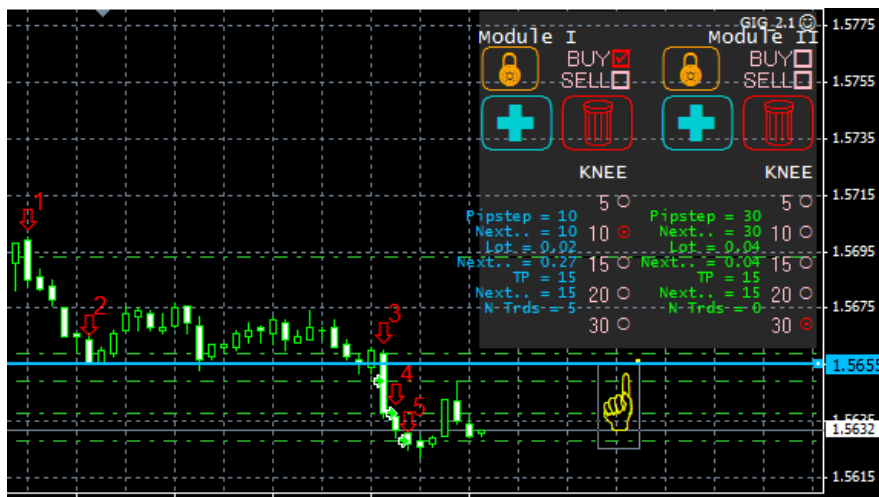 GIG 2.1☺
Module I
Module II
BUY
SELL
BUY
SELL
KNEE
KNEE
5
10
15
20
30
5
10
15
20
30
Pipstep = 10
Next.. = 10
Lot = 0.02
Next.. = 0.27
TP = 15
Next.. = 15
N Trds = 5
Pipstep = 30
Next.. = 30
Lot = 0.04
Next.. = 0.04
TP = 15
Next.. = 15
N Trds = 0
1
2
3
4
5
1.5775
1.5755
1.5735
1.5715
1.5695
1.5675
1.5655
1.5635
1.5632
1.5615